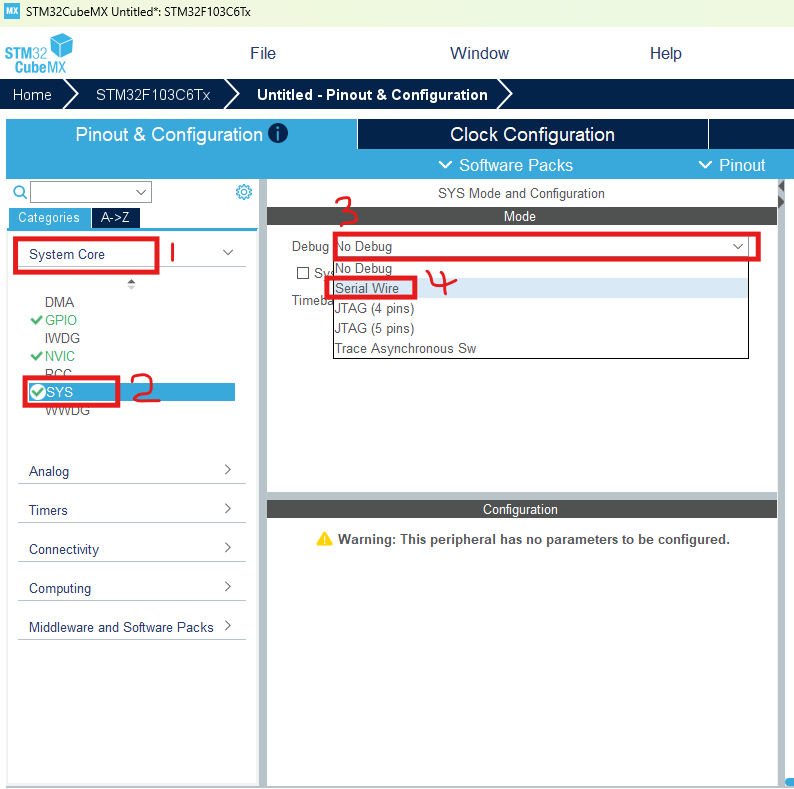 MX STM32CubeMX Untitled*: STM32F103C6Tx
STM32
CubeMX
File Window Help
Home STM32F103C6Tx Untitled - Pinout & Configuration
Pinout & Configuration i Clock Configuration
Software Packs Pinout
SYS Mode and Configuration
Categories A->Z
3
Mode
System Core
1
Debug No Debug
No Debug
Serial Wire
4
JTAG (4 pins)
JTAG (5 pins)
Trace Asynchronous Sw
Sys
Timeba
DMA
GPIO
IWDG
NVIC
RCC
SYS
2
WWDG
Analog
Timers
Connectivity
Computing
Middleware and Software Packs
Configuration
Warning: This peripheral has no parameters to be configured.